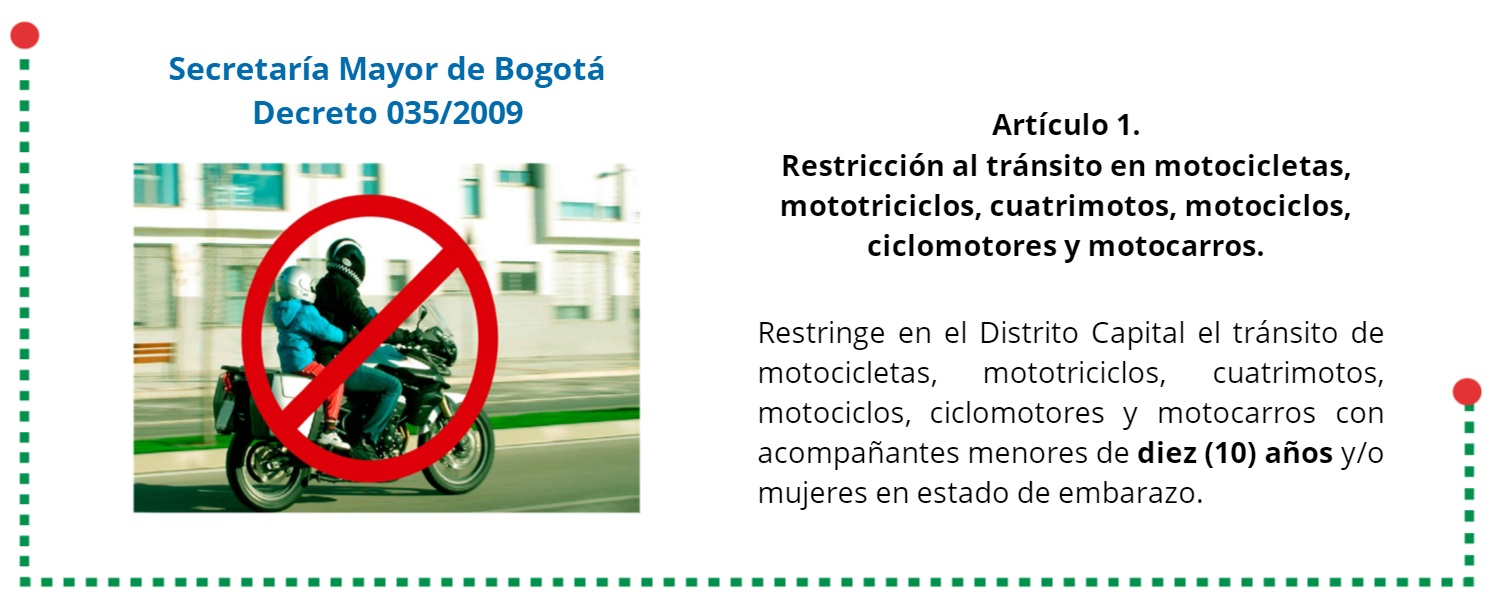 Secretaría Mayor de Bogotá
Decreto 035/2009
Artículo 1.
Restricción al tránsito en motocicletas,
mototriciclos, cuatrimotos, motociclos,
ciclomotores y motocarros.
Restringe en el Distrito Capital el tránsito de
motocicletas, mototriciclos, cuatrimotos,
motociclos, ciclomotores y motocarros con
acompañantes menores de diez (10) años y/o
mujeres en estado de embarazo.